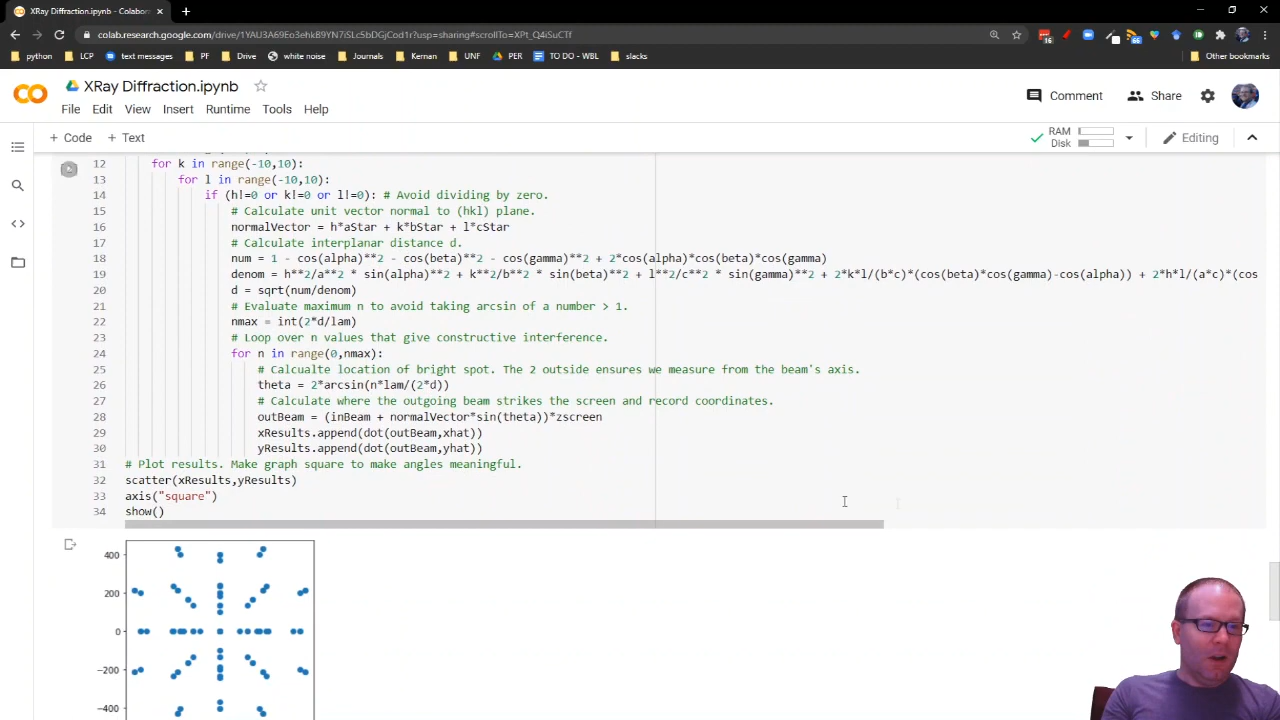 XRay Diffraction.ipynb - Colabora
colab.research.google.com/drive/1YAU3A69Eo3ehkB9YN7iSLc5bDGjCod1r?usp=sharing#scrollTo=XPt_Q4iSuCTf
python LCP text messages PF Drive white noise Journals Kernan UNF PER TO DO - WBL slacks Other bookmarks
XRay Diffraction.ipynb
Comment Share
File Edit View Insert Runtime Tools Help
+ Code + Text RAM Disk Editing
12 for k in range(-10,10):
13 for l in range(-10,10):
14 if (h!=0 or k!=0 or l!=0): # Avoid dividing by zero.
15 # Calculate unit vector normal to (hkl) plane.
16 normalVector = h*aStar + k*bStar + l*cStar
17 # Calculate interplanar distance d.
18 num = 1 - cos(alpha)**2 - cos(beta)**2 - cos(gamma)**2 + 2*cos(alpha)*cos(beta)*cos(gamma)
19 denom = h**2/a**2 * sin(alpha)**2 + k**2/b**2 * sin(beta)**2 + l**2/c**2 * sin(gamma)**2 + 2*k*l/(b*c)*(cos(beta)*cos(gamma)-cos(alpha)) + 2*h*l/(a*c)*(cos
20 d = sqrt(num/denom)
21 # Evaluate maximum n to avoid taking arcsin of a number > 1.
22 nmax = int(2*d/lam)
23 # Loop over n values that give constructive interference.
24 for n in range(0,nmax):
25 # Calcualte location of bright spot. The 2 outside ensures we measure from the beam's axis.
26 theta = 2*arcsin(n*lam/(2*d))
27 # Calculate where the outgoing beam strikes the screen and record coordinates.
28 outBeam = (inBeam + normalVector*sin(theta))*zscreen
29 xResults.append(dot(outBeam,xhat))
30 yResults.append(dot(outBeam,yhat))
31 # Plot results. Make graph square to make angles meaningful.
32 scatter(xResults,yResults)
33 axis("square")
34 show()
400
200
0
-200
-400